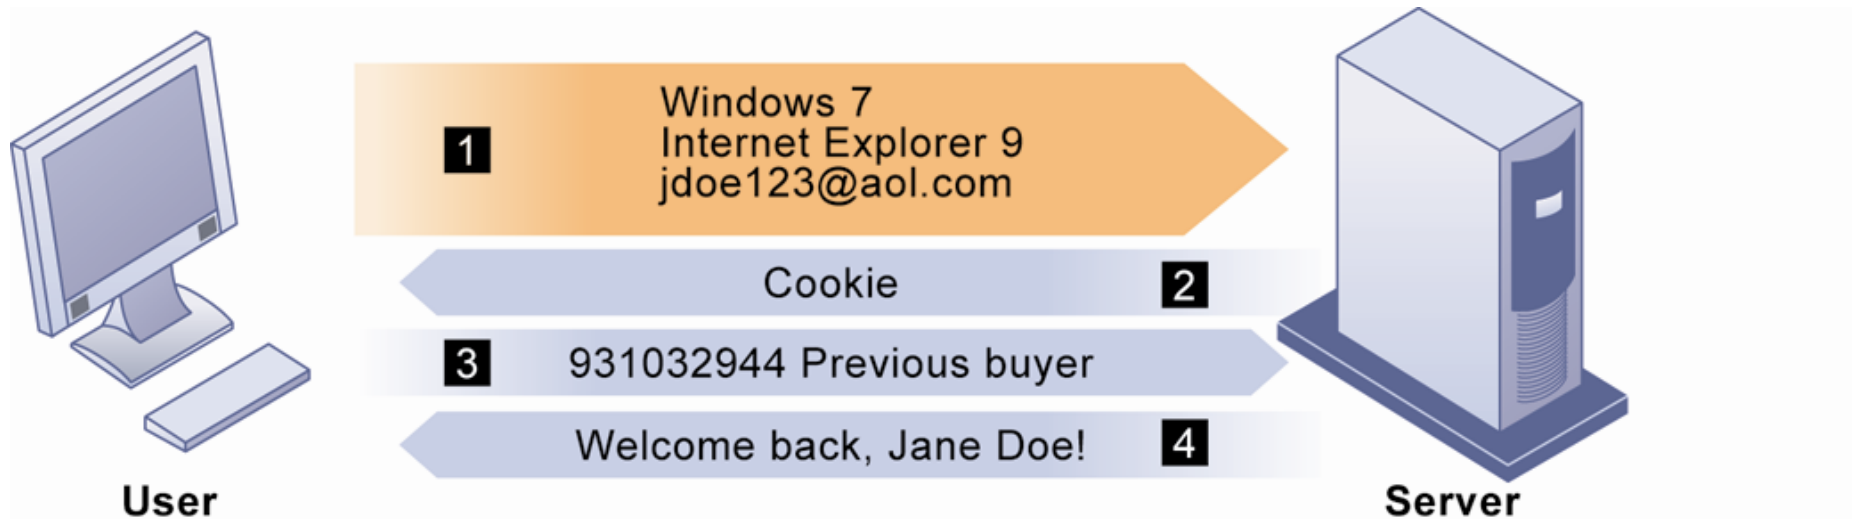 1
Windows 7
Internet Explorer 9
jdoe123@aol.com
Cookie
2
3
931032944 Previous buyer
Welcome back, Jane Doe!
4
User
Server